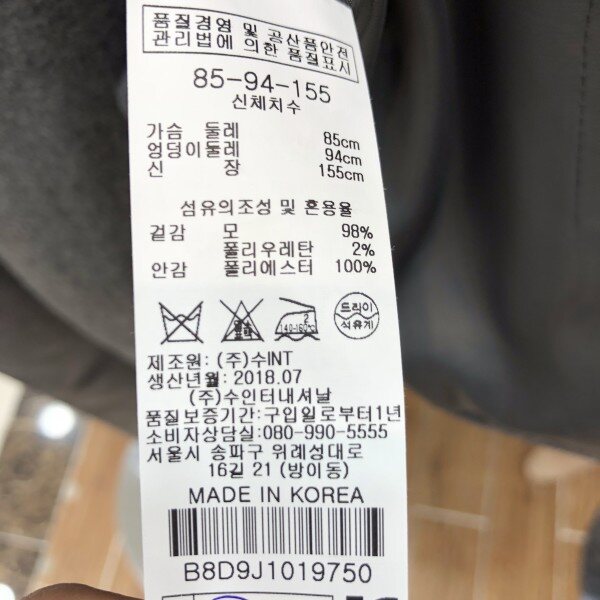 품질경영 및 공산품안전
관리법에 의한 품질표시
85-94-155
신체치수
가슴 둘레 85cm
엉덩이둘레 94cm
신 장 155cm
섬유의조성 및 혼용율
겉감 모 98%
폴리우레탄 2%
안감 폴리에스터 100%
2
140-160℃
드라이
석유계
제조원: (주)수INT
생산년월: 2018.07
(주)수인터내셔날
품질보증기간: 구입일로부터1년
소비자상담실: 080-990-5555
서울시 송파구 위례성대로
16길 21 (방이동)
MADE IN KOREA
B8D9J1019750